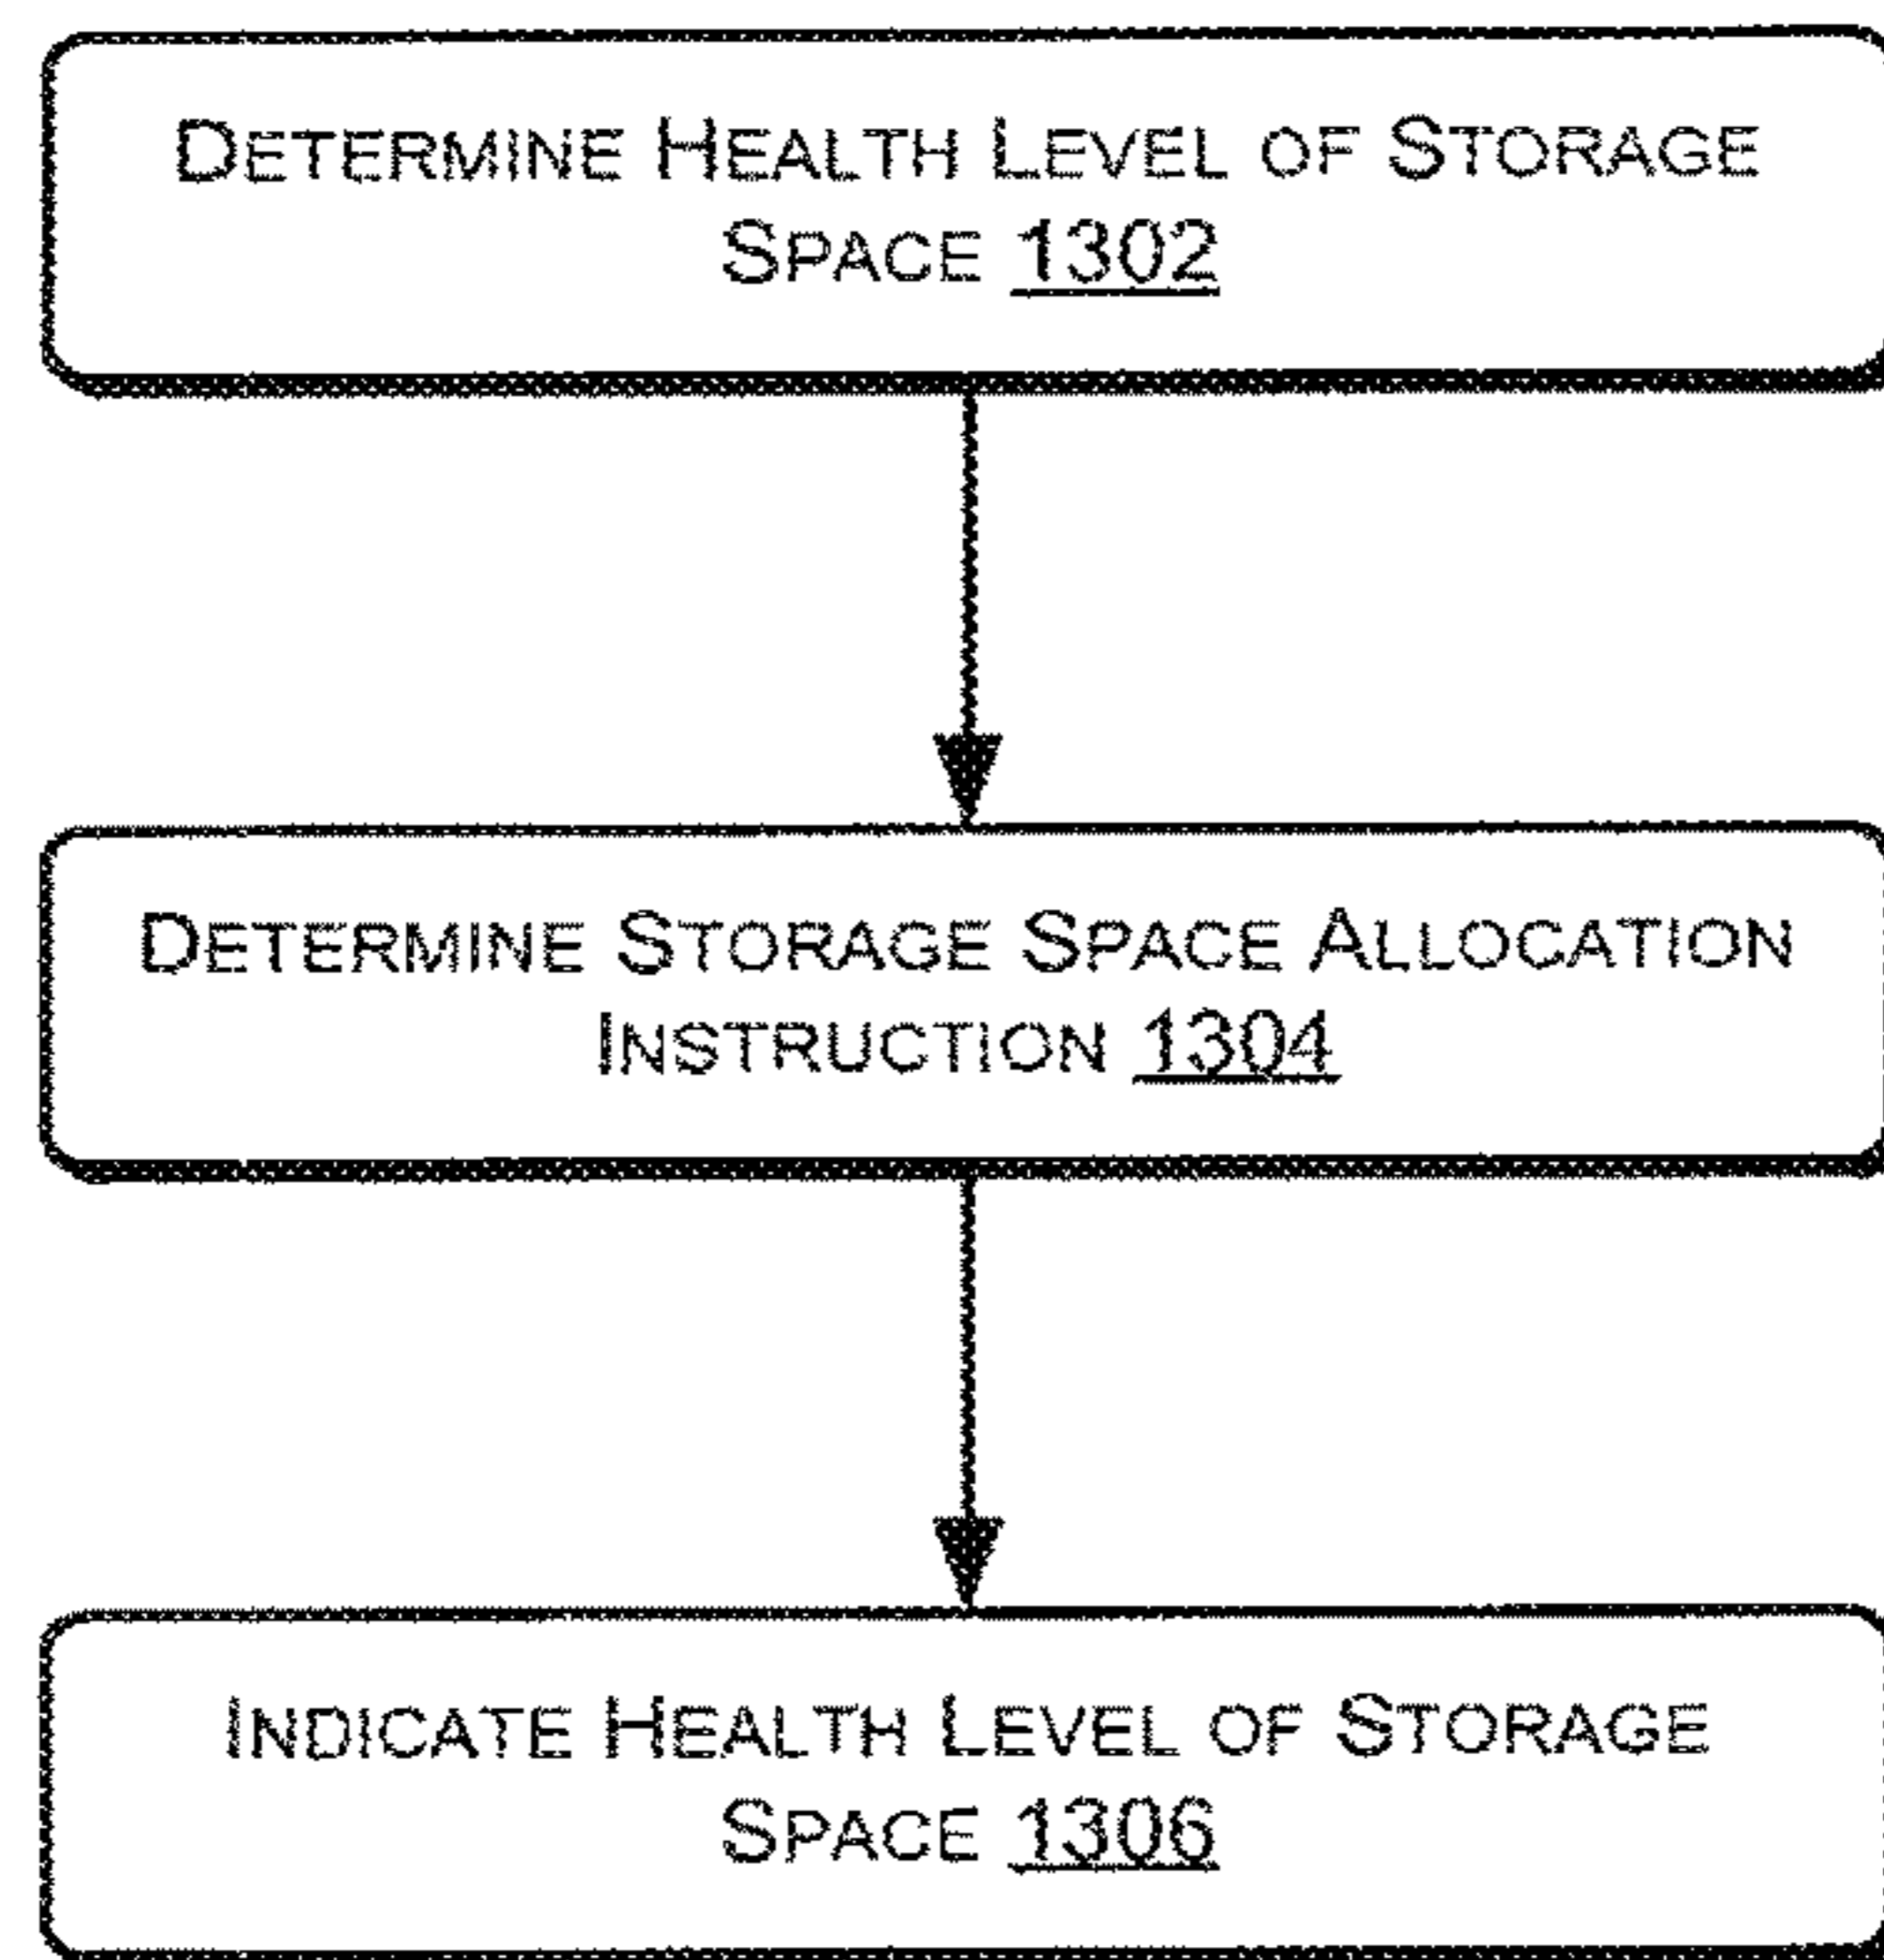 DETERMINE HEALTH LEVEL OF STORAGE
SPACE 1302
DETERMINE STORAGE SPACE ALLOCATION
INSTRUCTION 1304
INDICATE HEALTH LEVEL OF STORAGE
SPACE 1306